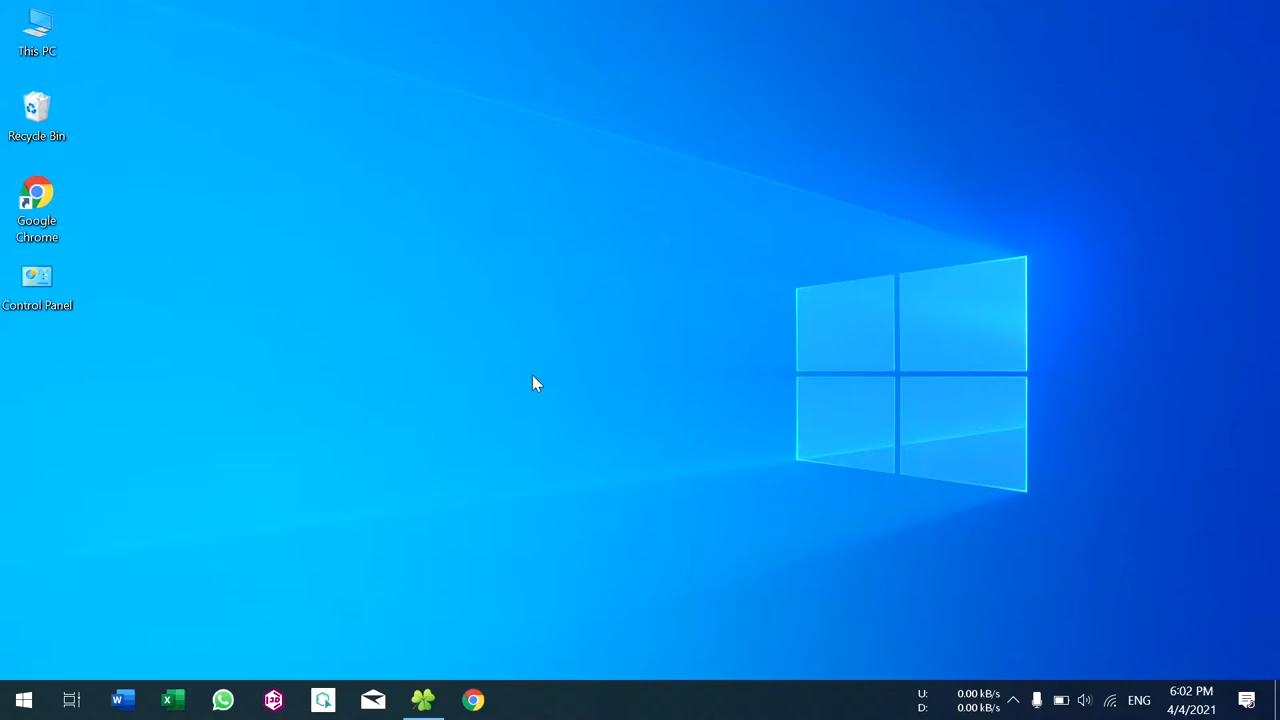 This PC
Recycle Bin
Google
Chrome
Control Panel
U: 0.00 kB/s
D: 0.00 kB/s
ENG
6:02 PM
4/4/2021